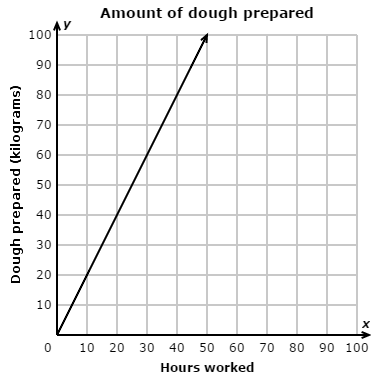 Amount of dough prepared
y
100
90
80
70
60
50
40
30
20
10
Dough prepared (kilograms)
0 10 20 30 40 50 60 70 80 90 100
x
Hours worked